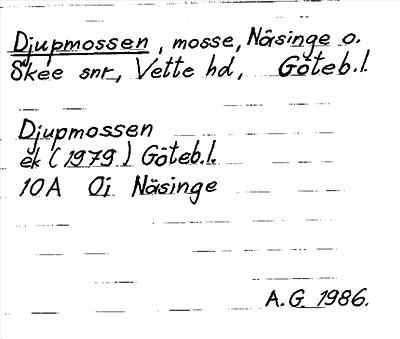 Djupmossen, mosse, Näsinge o.
Skee snr, Vette hd, Göteb.l.
Djupmossen
ek (1979) Göteb.l.
10A 0i Näsinge
A.G. 1986.